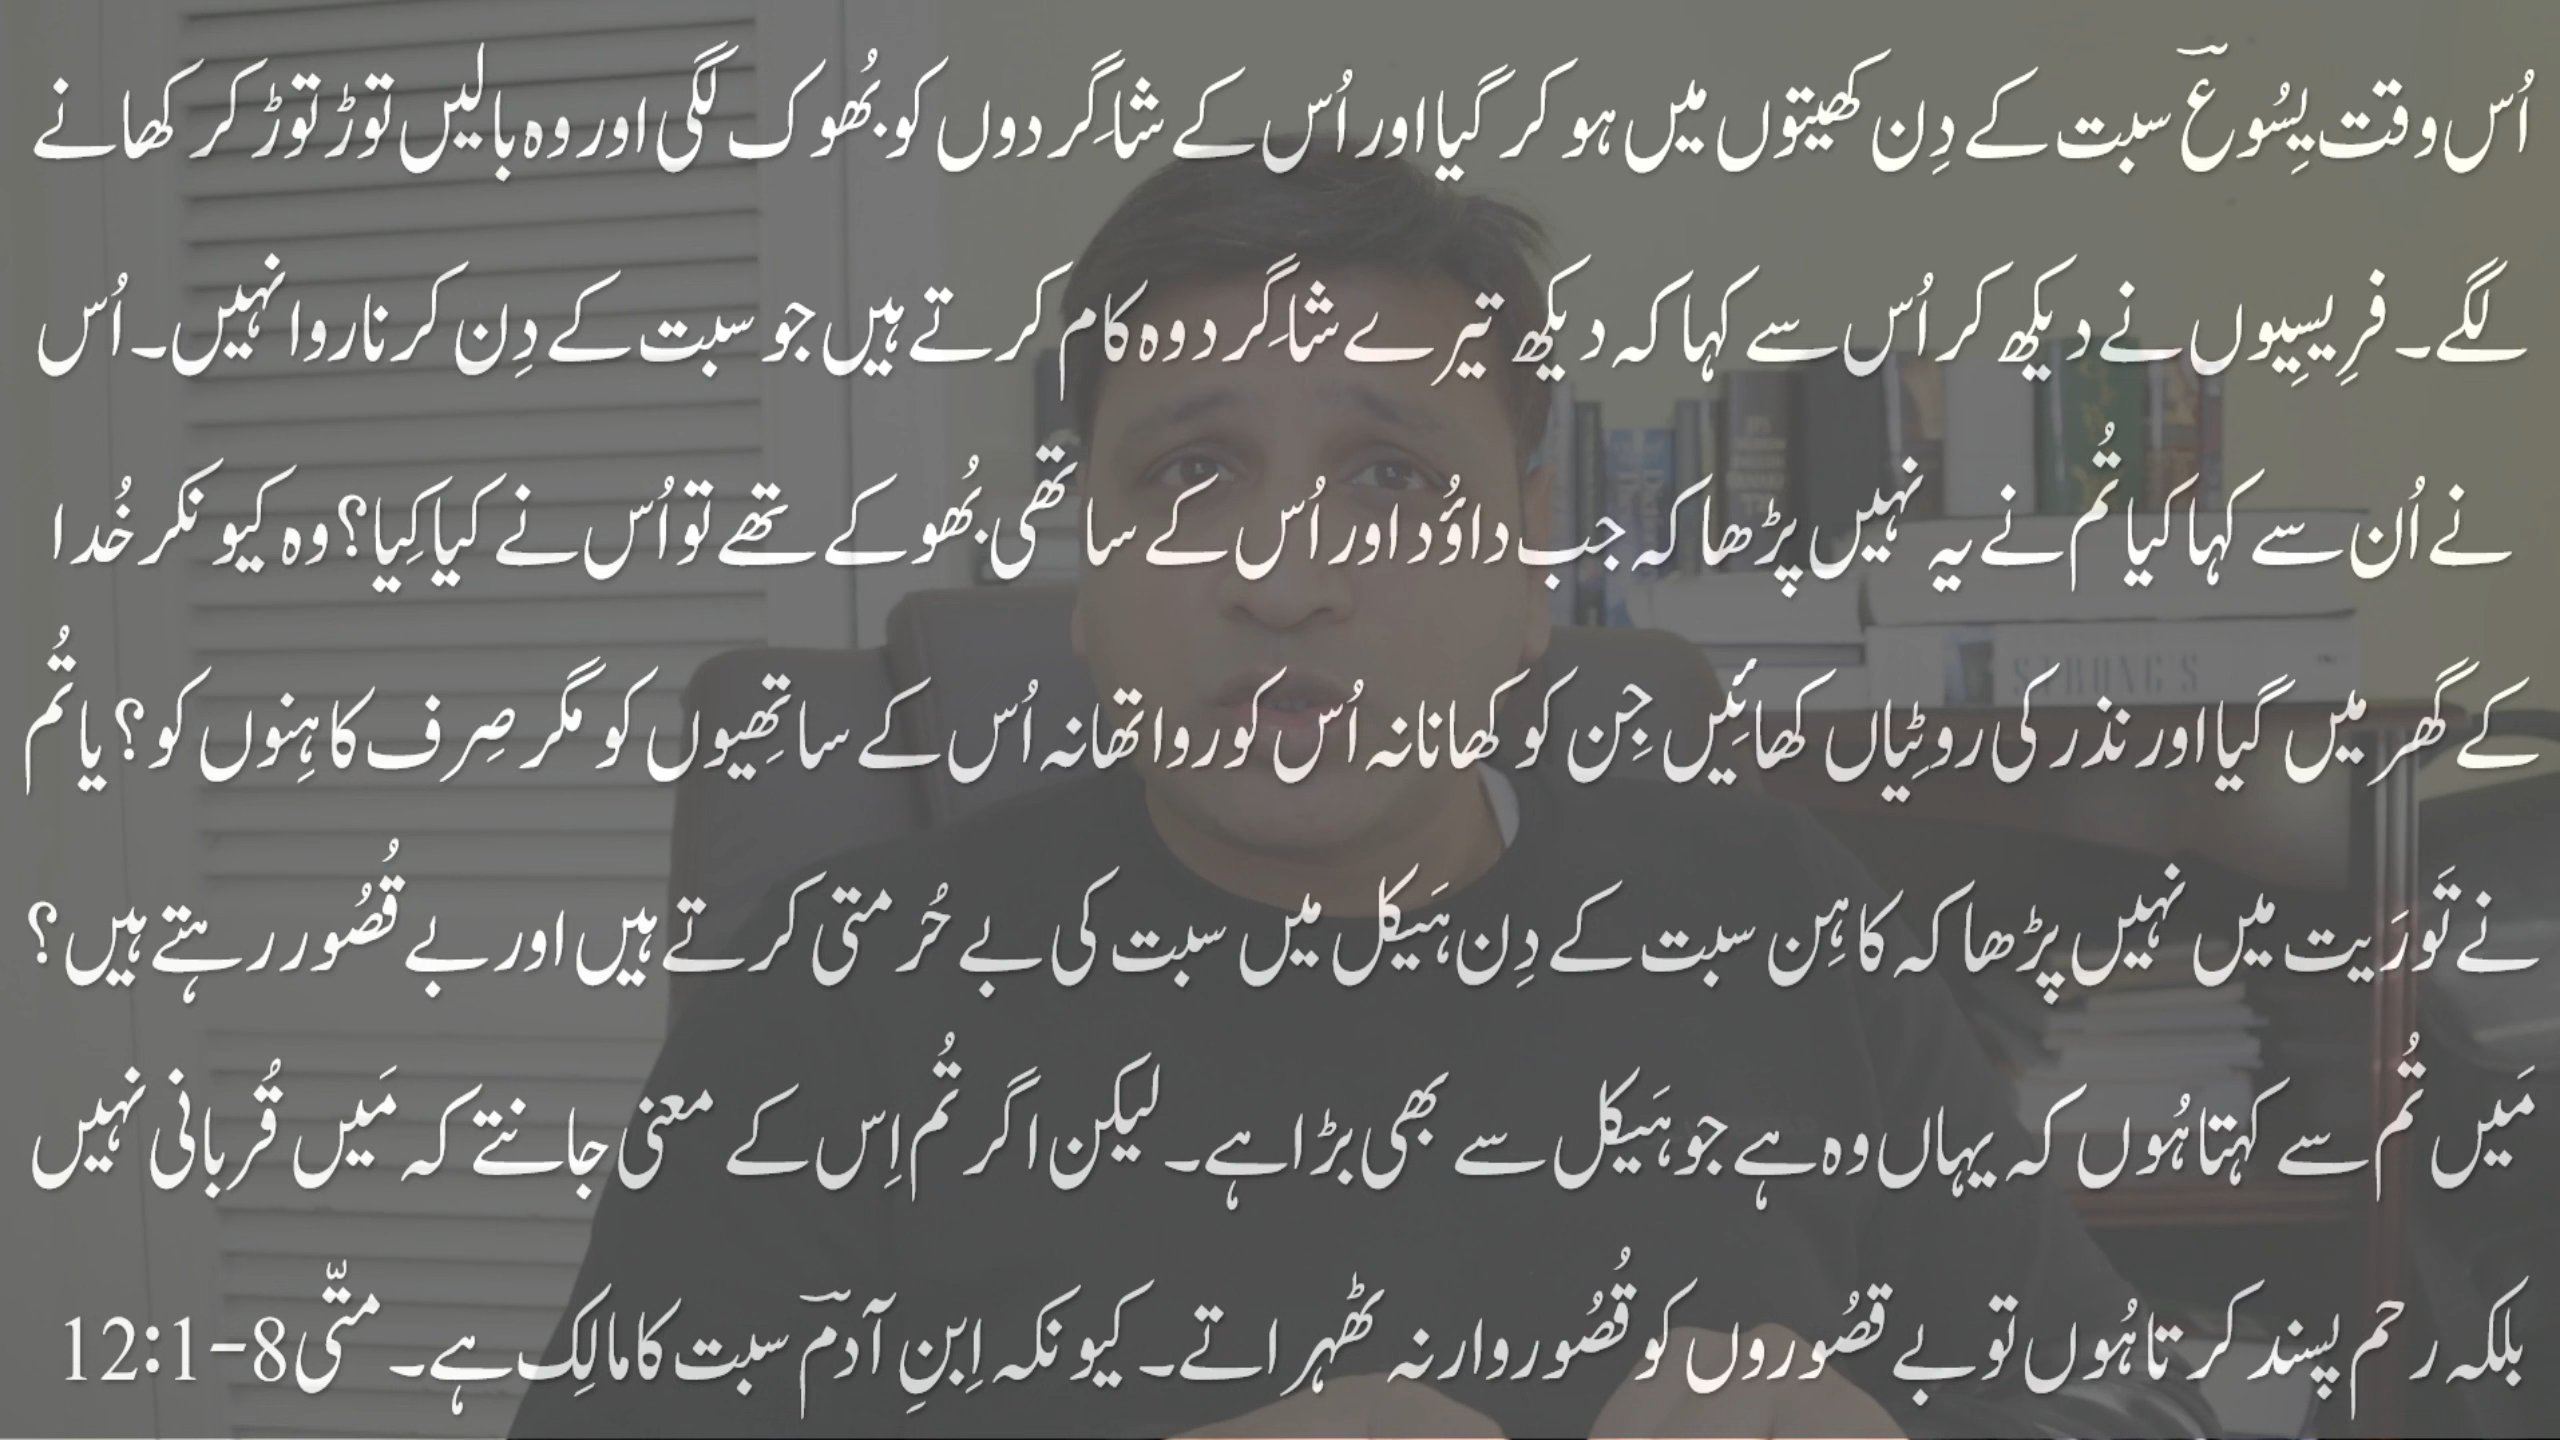 اُس وقت یِسُوعؔ سبت کے دِن کھیتوں میں ہو کر گیا اور اُس کے شاگِردوں کو بُھوک لگی اور وہ بالیں توڑ توڑ کر کھانے
لگے۔ فرِیسِیوں نے دیکھ کر اُس سے کہا کہ دیکھ تیرے شاگِرد وہ کام کرتے ہیں جو سبت کے دِن کرنا روا نہیں۔ اُس
نے اُن سے کہا کیا تُم نے یہ نہیں پڑھا کہ جب داؤُد اور اُس کے ساتھی بُھوکے تھے تو اُس نے کیا کِیا؟ وہ کیونکر خُدا
کے گھر میں گیا اور نذر کی روٹِیاں کھائِیں جِن کو کھانا نہ اُس کو روا تھا نہ اُس کے ساتِھیوں کو مگر صِرف کاہِنوں کو؟ یا تُم
نے تَورَیت میں نہیں پڑھا کہ کاہِن سبت کے دِن ہَیکل میں سبت کی بے حُرمتی کرتے ہیں اور بے قصُور رہتے ہیں؟
مَیں تُم سے کہتا ہُوں کہ یہاں وہ ہے جو ہَیکل سے بھی بڑا ہے۔ لیکن اگر تُم اِس کے معنی جانتے کہ مَیں قُربانی نہیں
بلکہ رحم پسند کرتا ہُوں تو بے قصُوروں کو قُصُوروار نہ ٹھہراتے۔ کیونکہ اِبنِ آدمؔ سبت کا مالِک ہے۔ متّی 12:1-8
STRONG'S